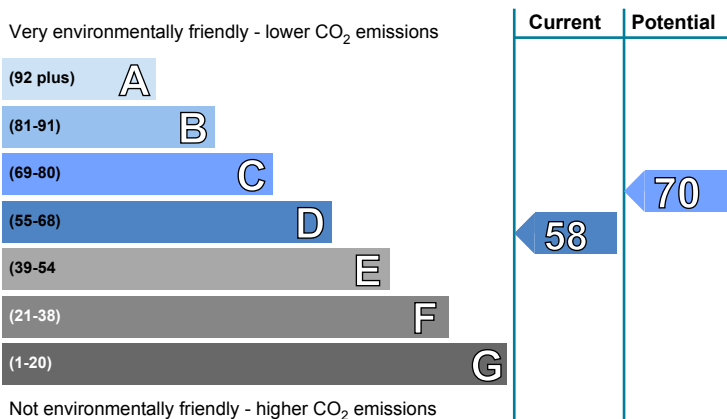 Very environmentally friendly - lower CO2 emissions
Current
Potential
(92 plus) A
(81-91) B
(69-80) C
70
(55-68) D
58
(39-54 E
(21-38) F
(1-20) G
Not environmentally friendly - higher CO2 emissions